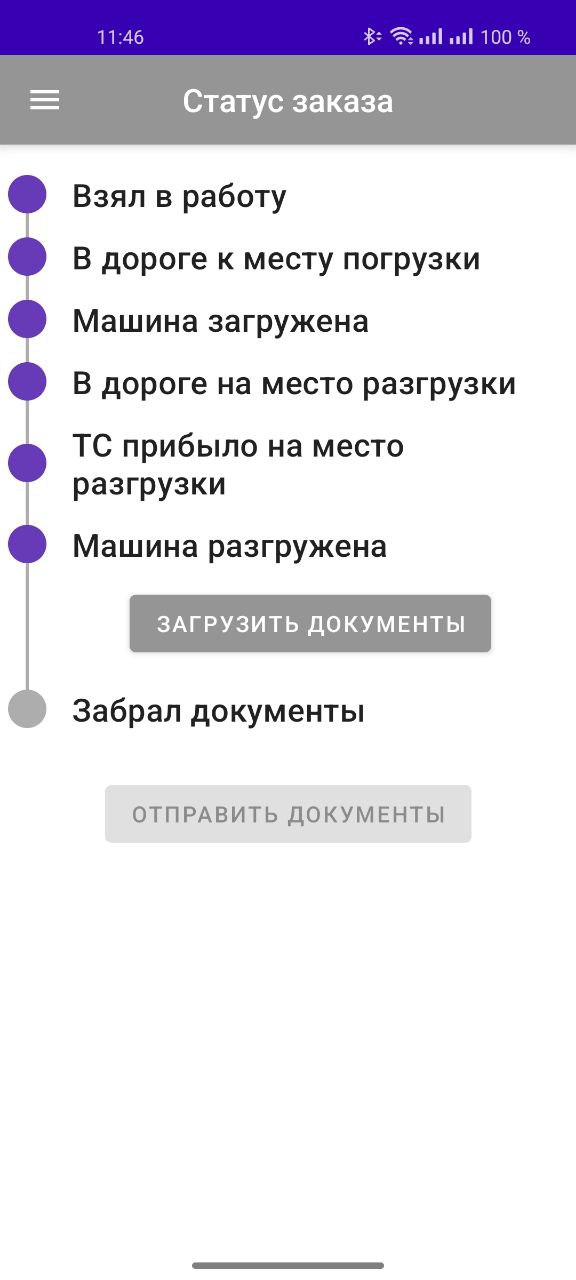 11:46
100 %
Статус заказа
Взял в работу
В дороге к месту погрузки
Машина загружена
В дороге на место разгрузки
ТС прибыло на место
разгрузки
Машина разгружена
ЗАГРУЗИТЬ ДОКУМЕНТЫ
Забрал документы
ОТПРАВИТЬ ДОКУМЕНТЫ